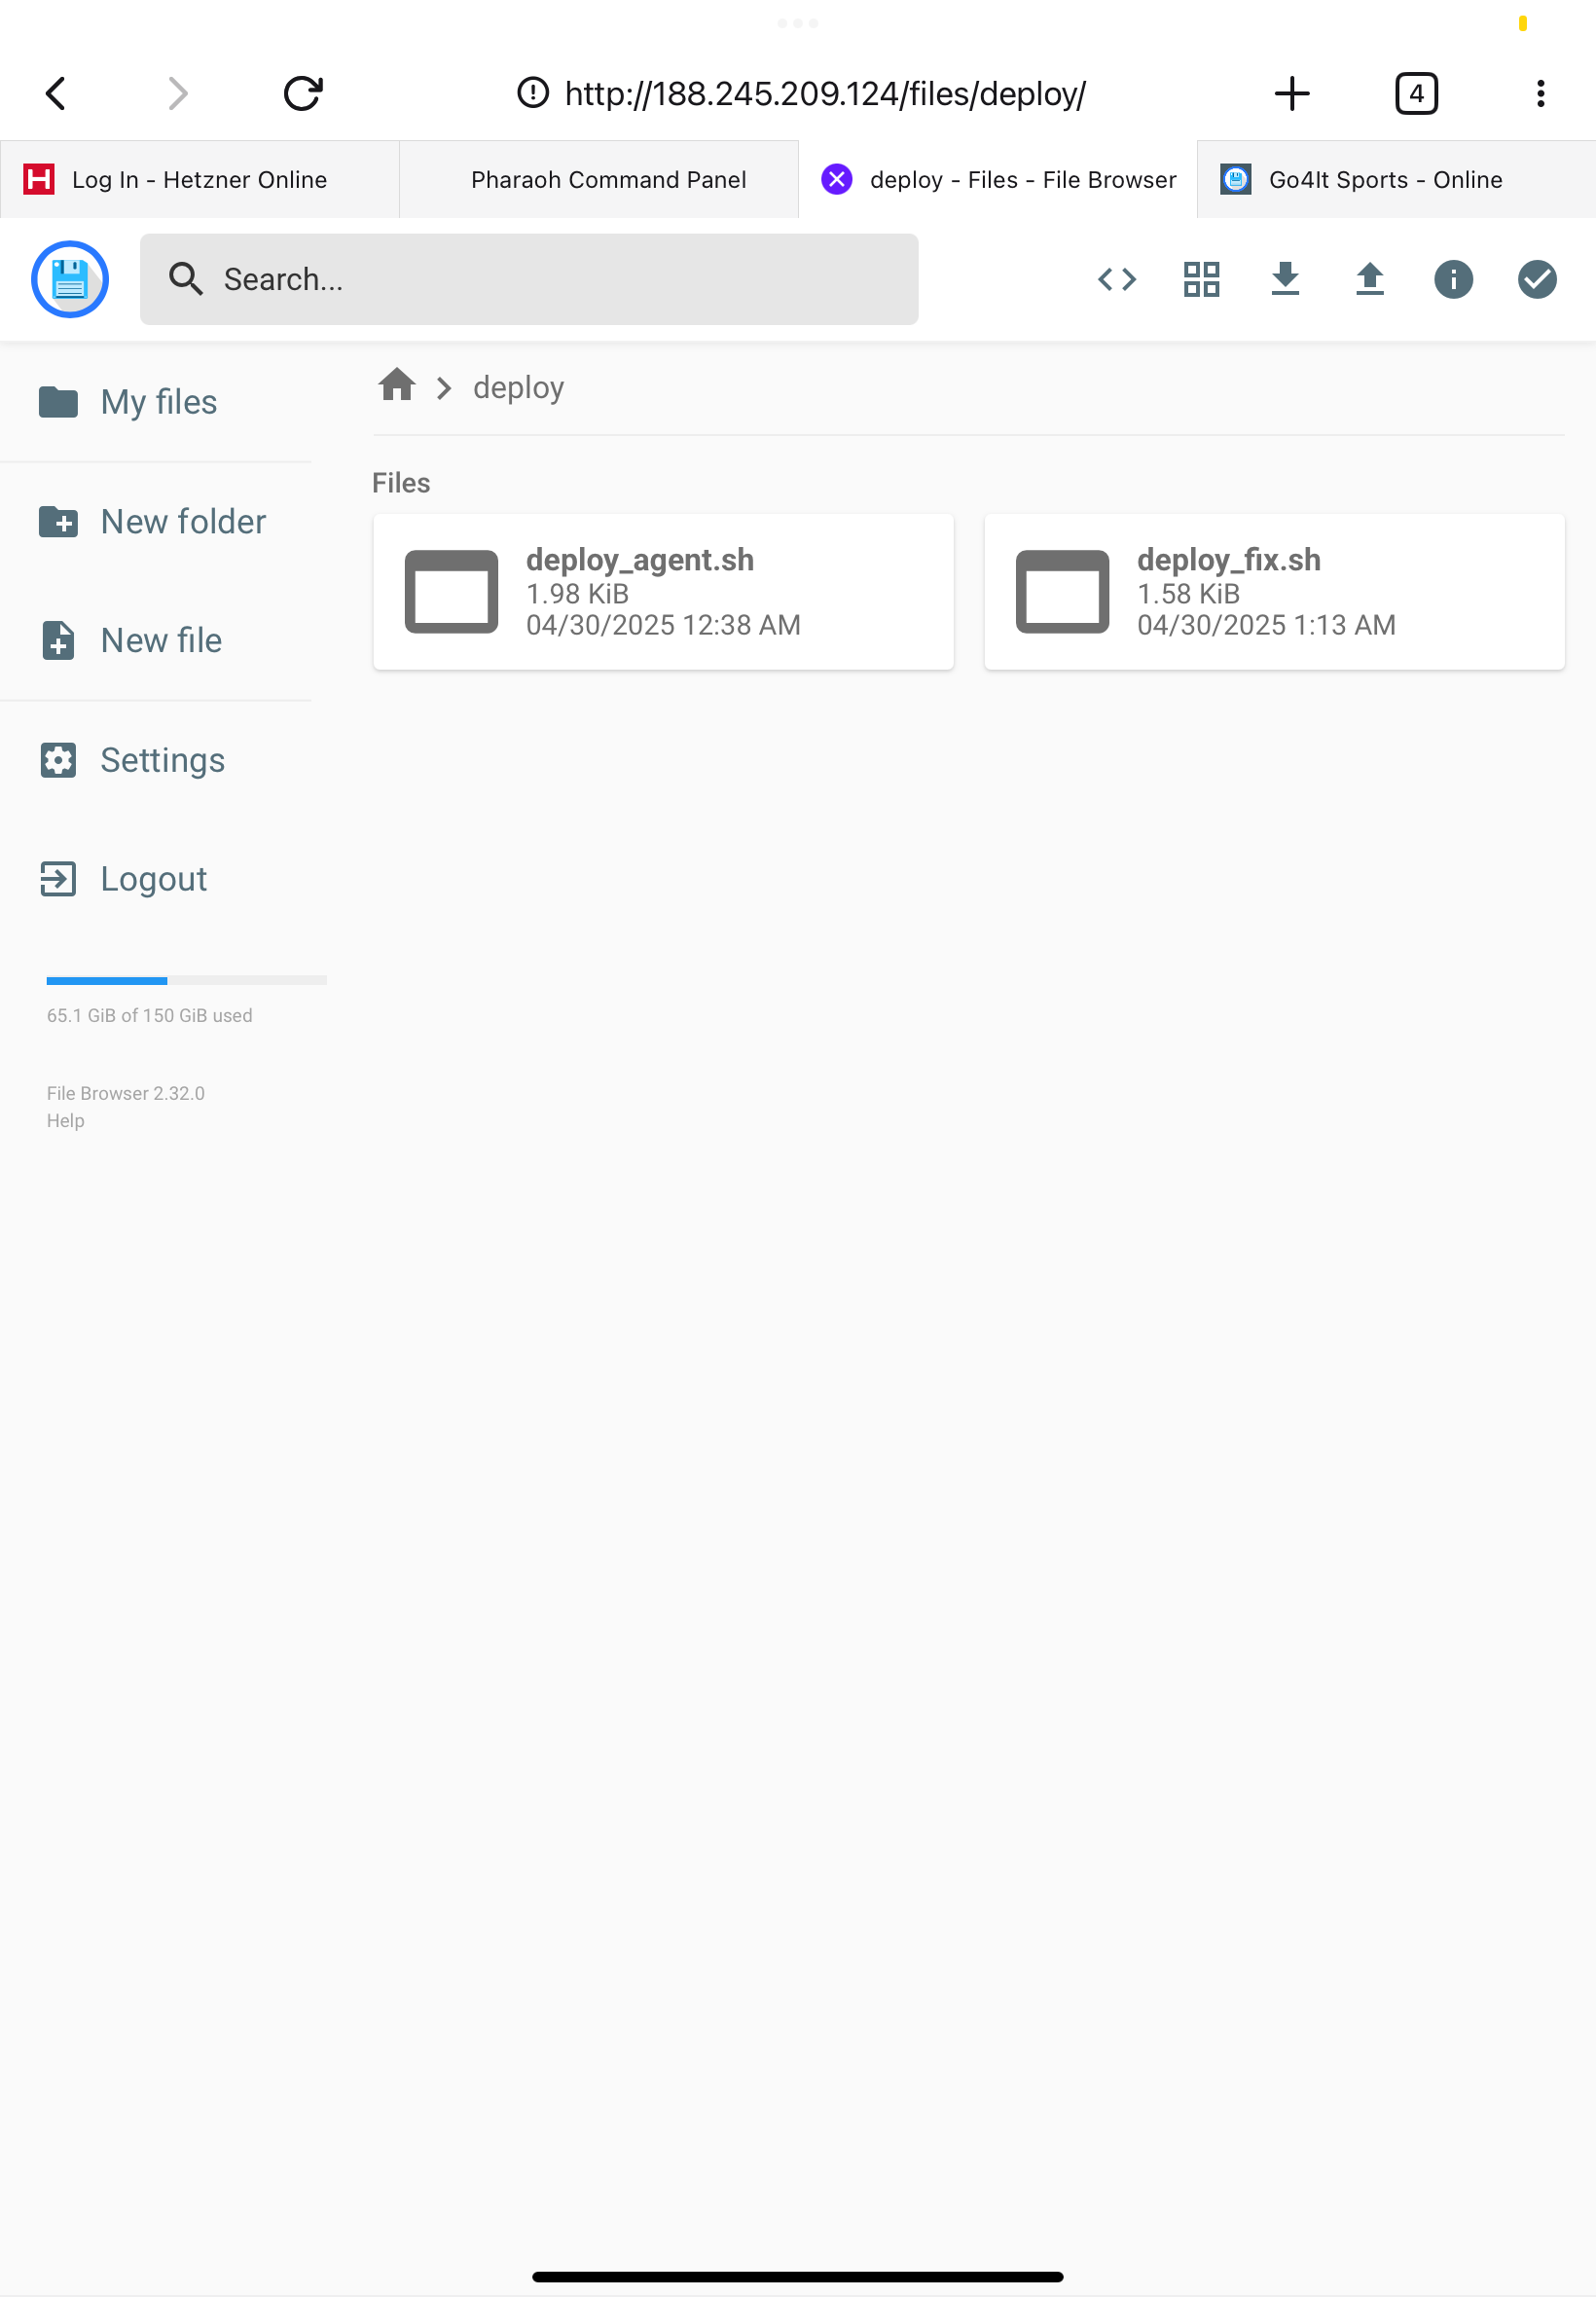 http://188.245.209.124/files/deploy/
4
Log In - Hetzner Online
Pharaoh Command Panel
deploy - Files - File Browser
Go4It Sports - Online
Search...
My files
New folder
New file
Settings
Logout
65.1 GiB of 150 GiB used
File Browser 2.32.0
Help
deploy
Files
deploy_agent.sh
1.98 KiB
04/30/2025 12:38 AM
deploy_fix.sh
1.58 KiB
04/30/2025 1:13 AM